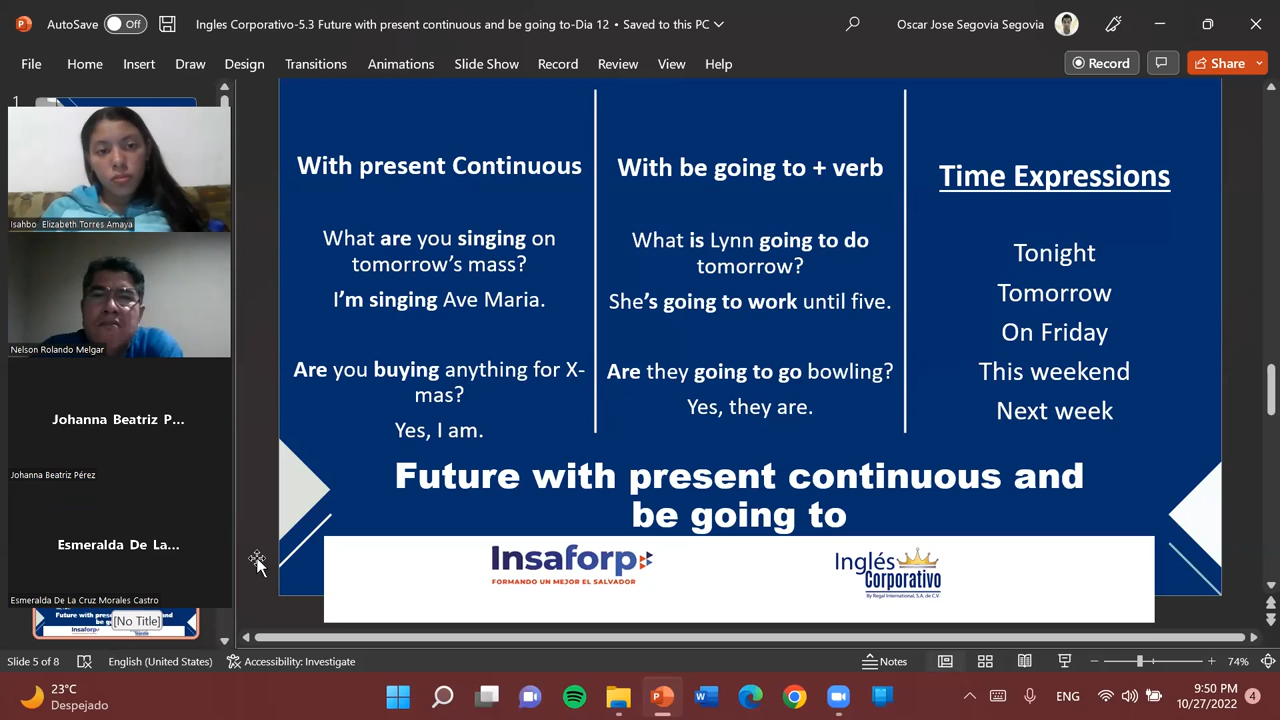 AutoSave
Off
Ingles Corporativo-5.3 Future with present continuous and be going to-Dia 12 • Saved to this PC
Oscar Jose Segovia Segovia
File
Home
Insert
Draw
Design
Transitions
Animations
Slide Show
Record
Review
View
Help
Record
Share
1
Isahbo Elizabeth Torres Amaya
Nelson Rolando Melgar
Johanna Beatriz P...
Johanna Beatriz Pérez
Esmeralda De La...
Esmeralda De La Cruz Morales Castro
[No Title]
With present Continuous
What are you singing on
tomorrow's mass?
I'm singing Ave Maria.
Are you buying anything for X-
mas?
Yes, I am.
With be going to + verb
What is Lynn going to do
tomorrow?
She's going to work until five.
Are they going to go bowling?
Yes, they are.
Time Expressions
Tonight
Tomorrow
On Friday
This weekend
Next week
Future with present continuous and
be going to
Insaforp
FORMANDO UN MEJOR EL SALVADOR
Inglés
Corporativo
By Regal International, S.A. de C.V.
Slide 5 of 8
English (United States)
Accessibility: Investigate
Notes
74%
23°C
Despejado
ENG
9:50 PM
10/27/2022
4